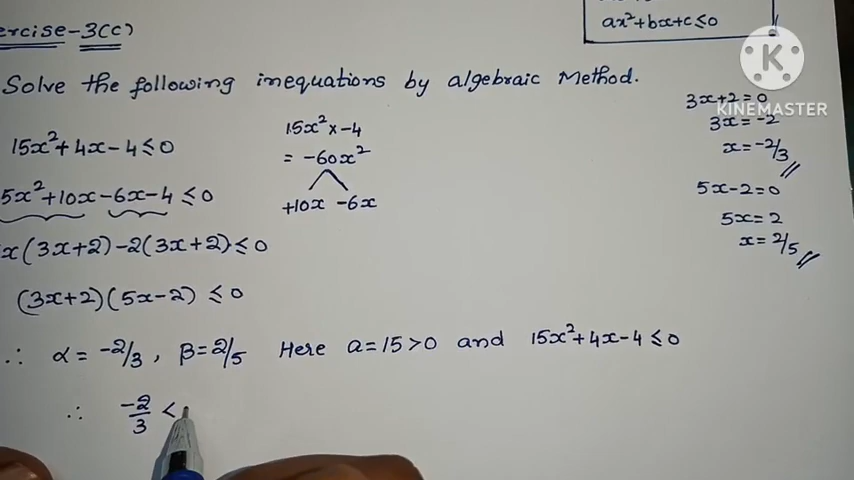 ercise-3(c)
ax²+bx+c≤0
Solve the following inequations by algebraic Method.
15x²+4x-4≤0
5x²+10x-6x-4≤0
x(3x+2)-2(3x+2)≤0
(3x+2)(5x-2)≤0
15x²x-4
=-60x²
+10x -6x
3x+2=0
3x=-2
x=-2/3
5x-2=0
5x=2
x=2/5
∴ α=-2/3, β=2/5 Here a=15>0 and 15x²+4x-4≤0
∴ -2/3 <
K
KINEMASTER